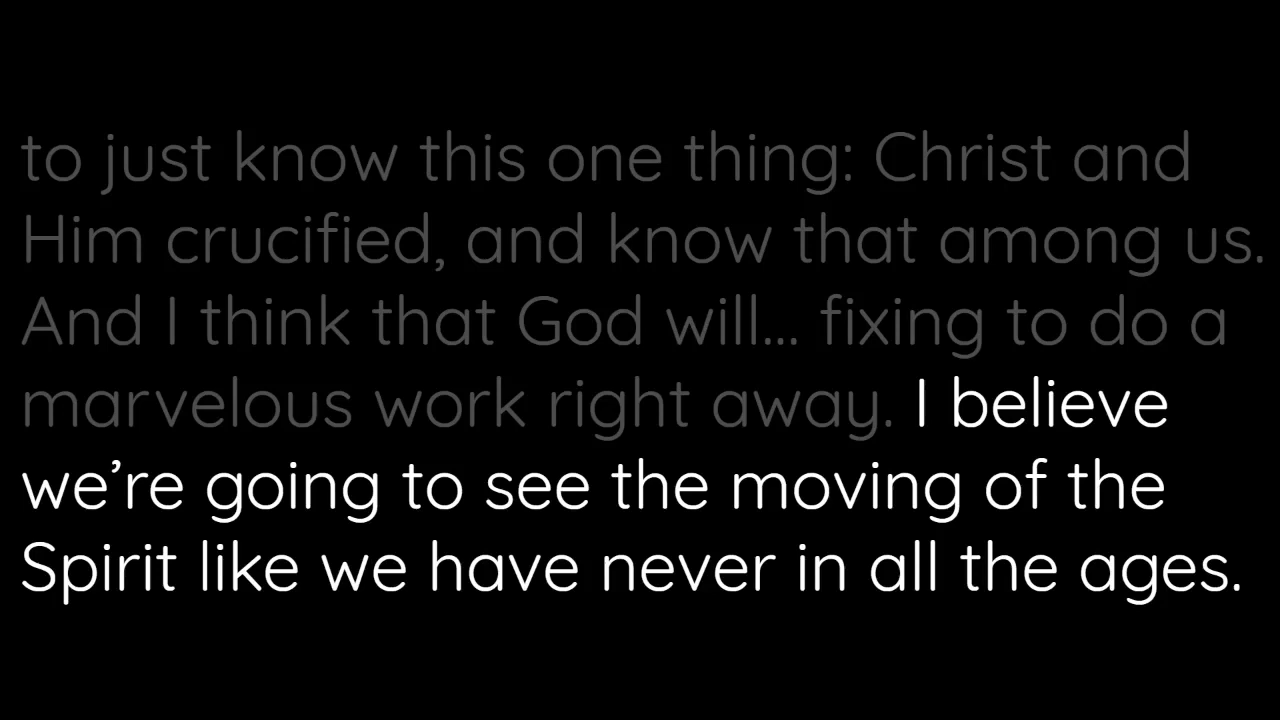 to just know this one thing: Christ and
Him crucified, and know that among us.
And I think that God will... fixing to do a
marvelous work right away. I believe
we’re going to see the moving of the
Spirit like we have never in all the ages.